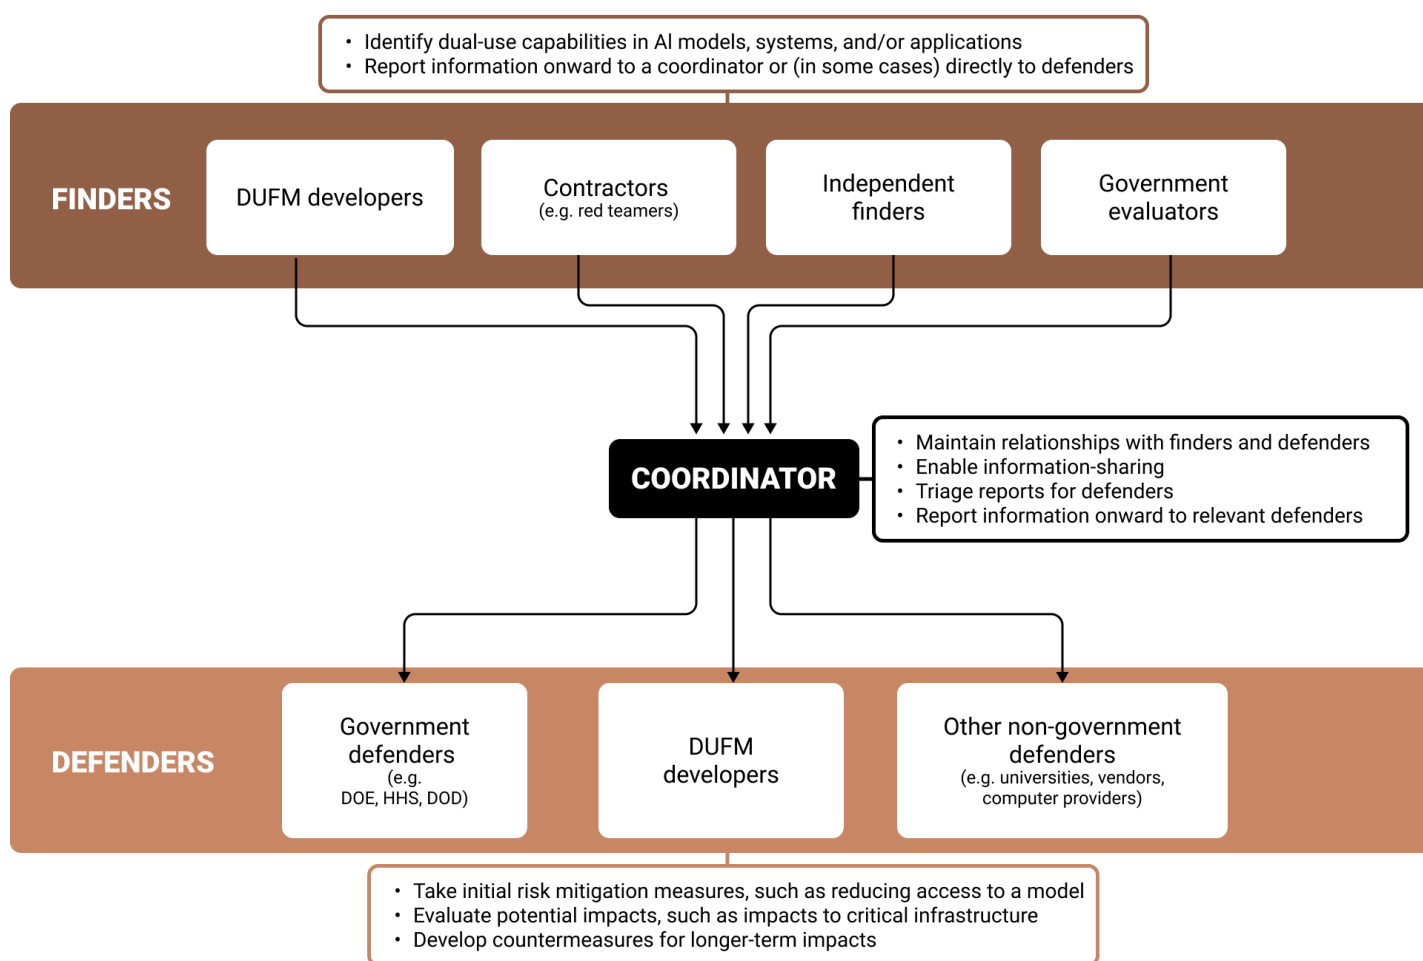 • Identify dual-use capabilities in AI models, systems, and/or applications
• Report information onward to a coordinator or (in some cases) directly to defenders
FINDERS
DUFM developers
Contractors
(e.g. red teamers)
Independent
finders
Government
evaluators
COORDINATOR
• Maintain relationships with finders and defenders
• Enable information-sharing
• Triage reports for defenders
• Report information onward to relevant defenders
DEFENDERS
Government
defenders
(e.g.
DOE, HHS, DOD)
DUFM
developers
Other non-government
defenders
(e.g. universities, vendors,
computer providers)
• Take initial risk mitigation measures, such as reducing access to a model
• Evaluate potential impacts, such as impacts to critical infrastructure
• Develop countermeasures for longer-term impacts